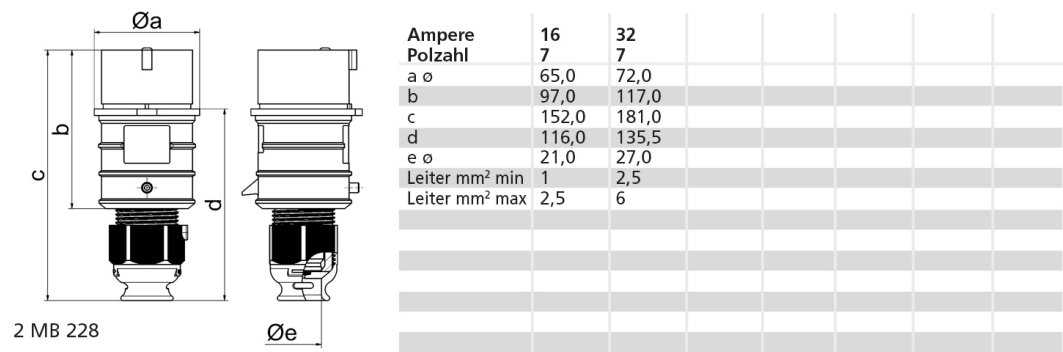 Øa
b
c
d
Øe
2 MB 228
Ampere 16 32
Polzahl 7 7
a ø 65,0 72,0
b 97,0 117,0
c 152,0 181,0
d 116,0 135,5
e ø 21,0 27,0
Leiter mm² min 1 2,5
Leiter mm² max 2,5 6